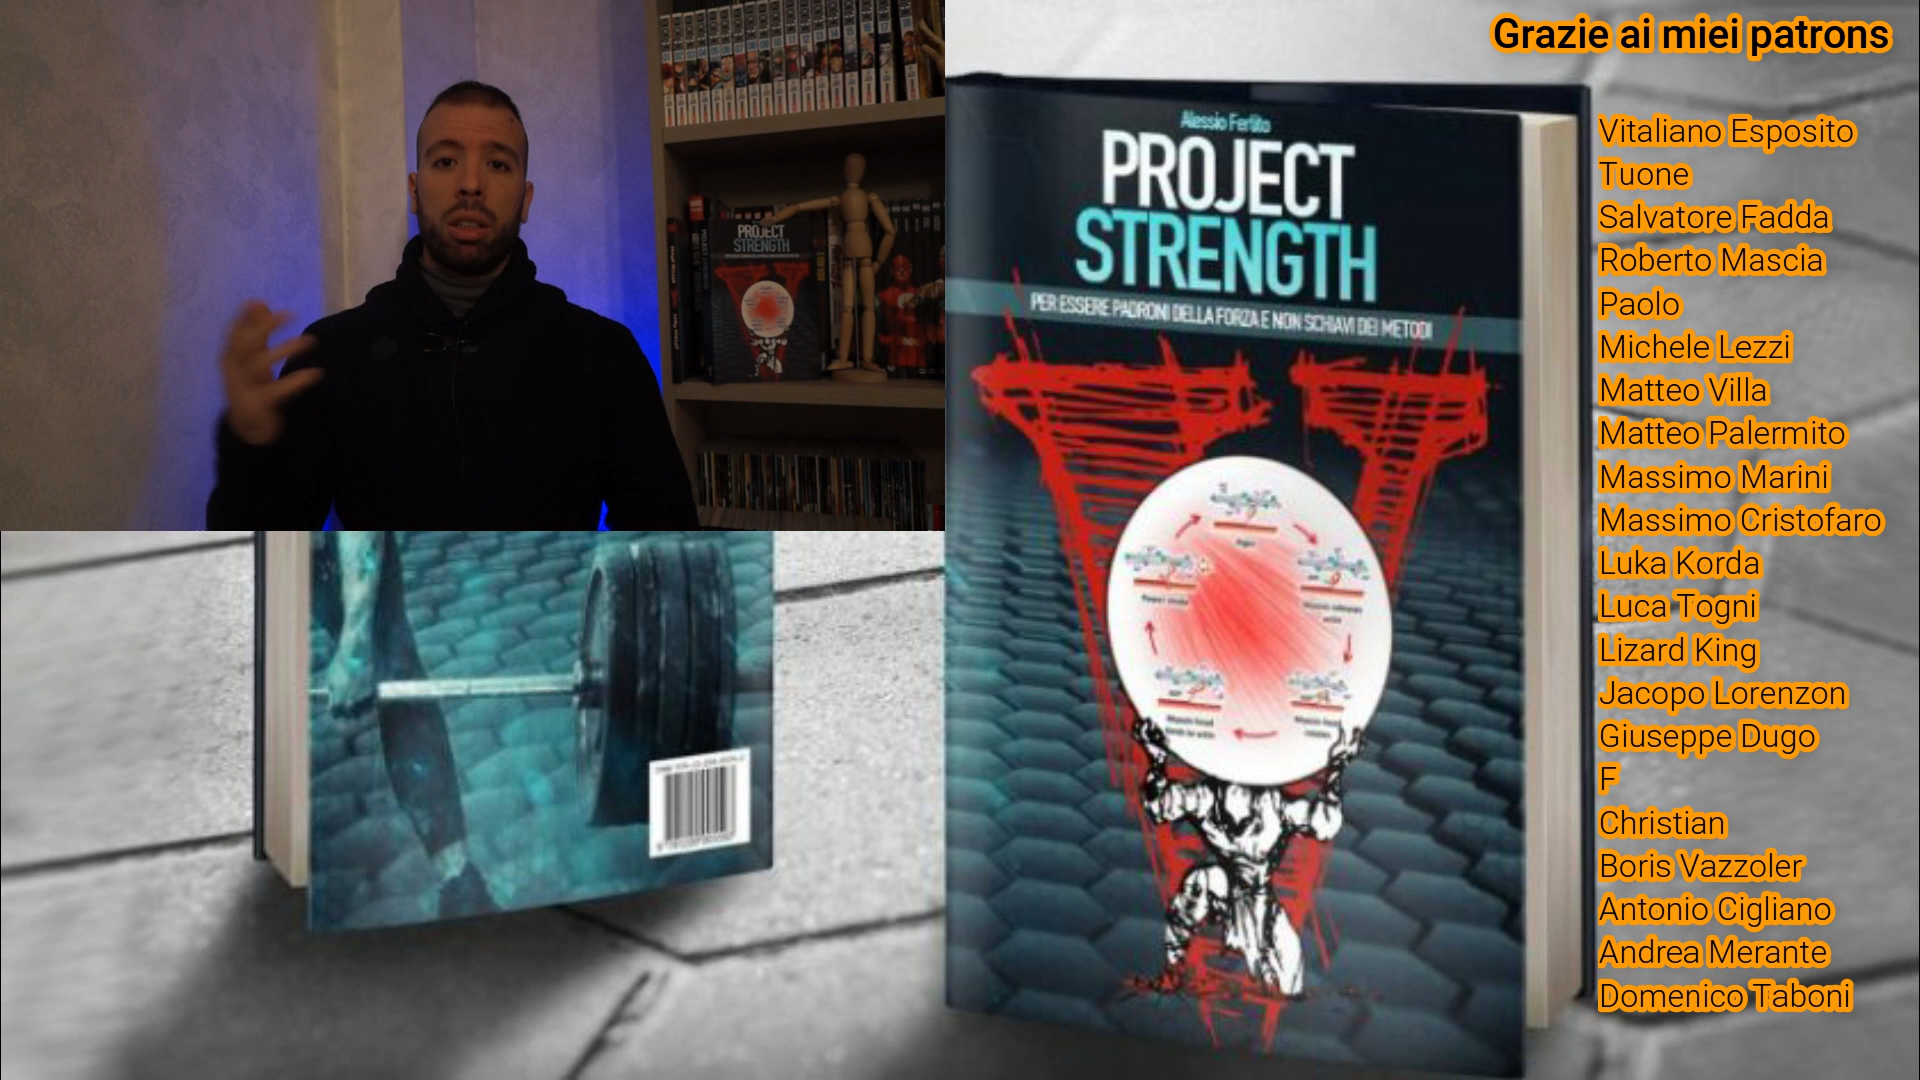 Grazie ai miei patrons
Alessio Ferlito
PROJECT
STRENGTH
PER ESSERE PADRONI DELLA FORZA E NON SCHIAVI DEI METODI
PROJECT
STRENGTH
Vitaliano Esposito
Tuone
Salvatore Fadda
Roberto Mascia
Paolo
Michele Lezzi
Matteo Villa
Matteo Palermito
Massimo Marini
Massimo Cristofaro
Luka Korda
Luca Togni
Lizard King
Jacopo Lorenzon
Giuseppe Dugo
F
Christian
Boris Vazzoler
Antonio Cigliano
Andrea Merante
Domenico Taboni